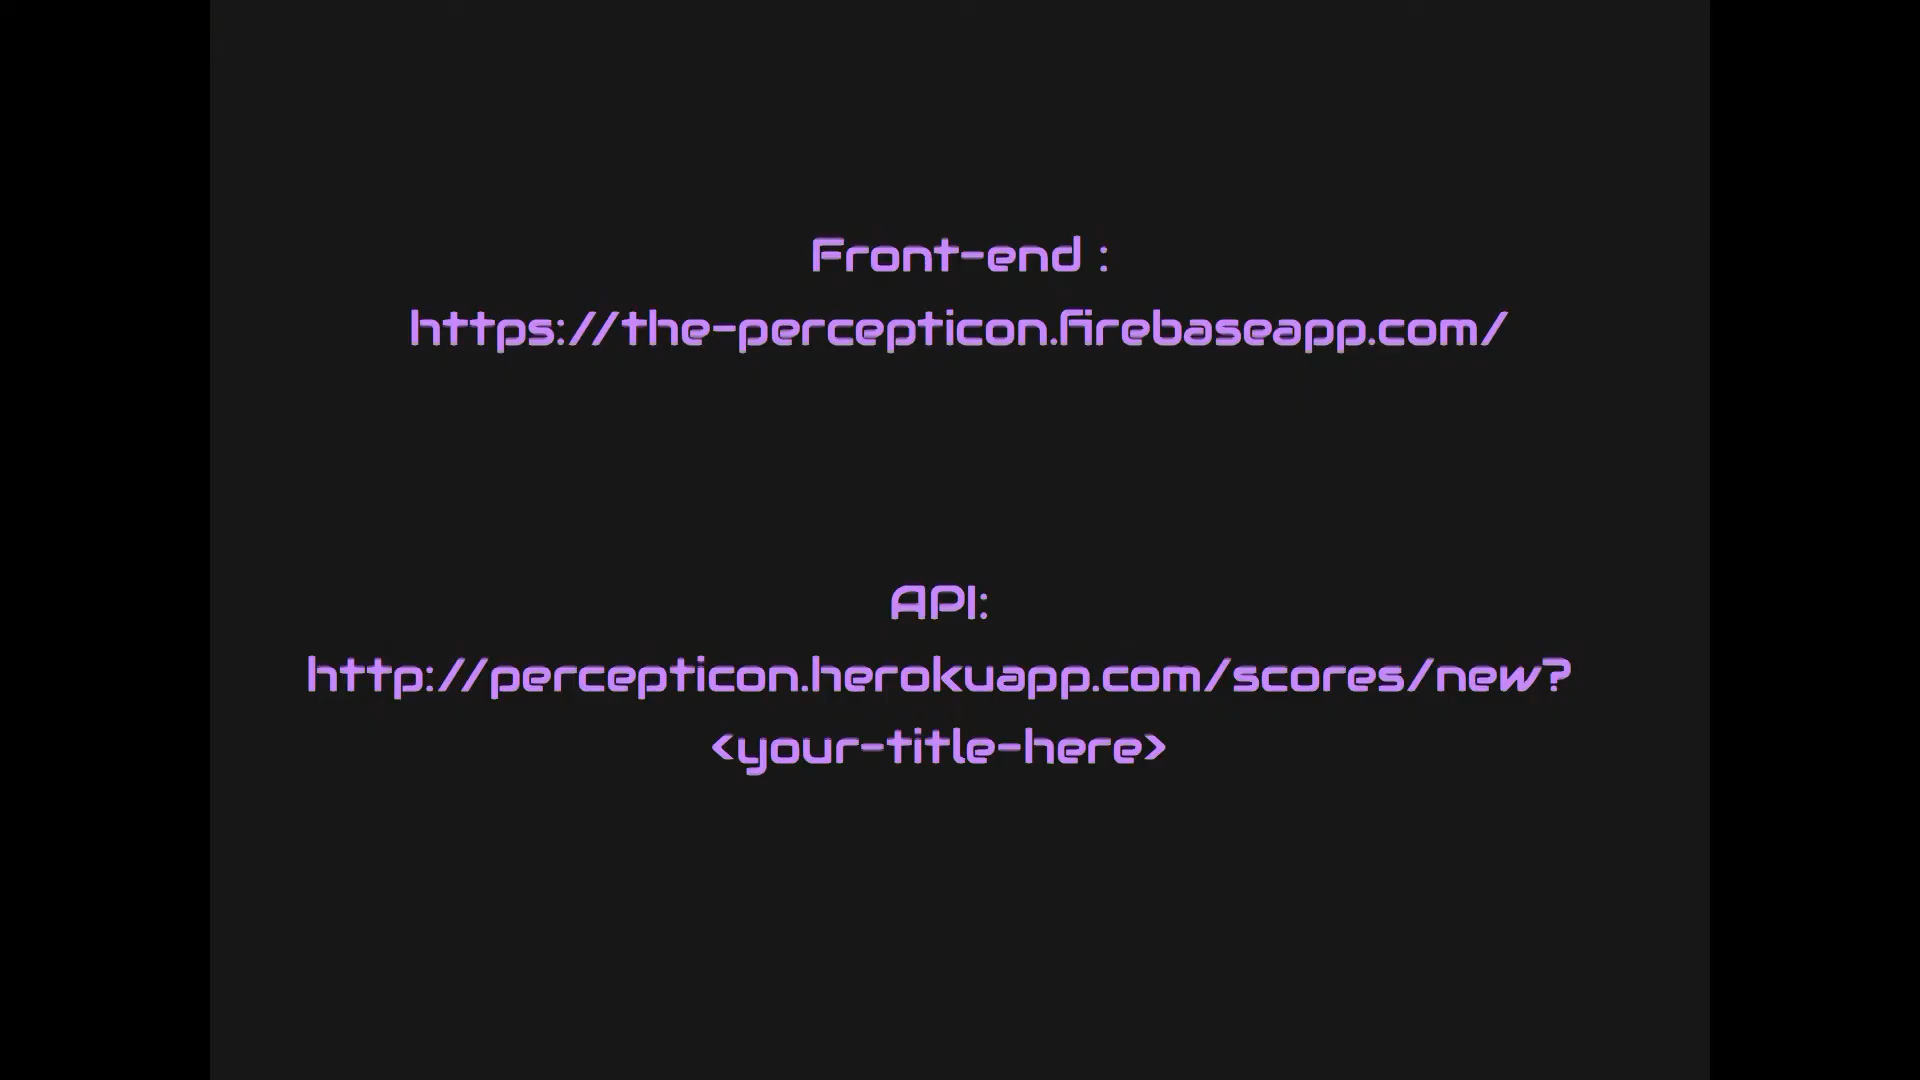 Front-end :
https://the-percepticon.firebaseapp.com/
API:
http://percepticon.herokuapp.com/scores/new?
<your-title-here>